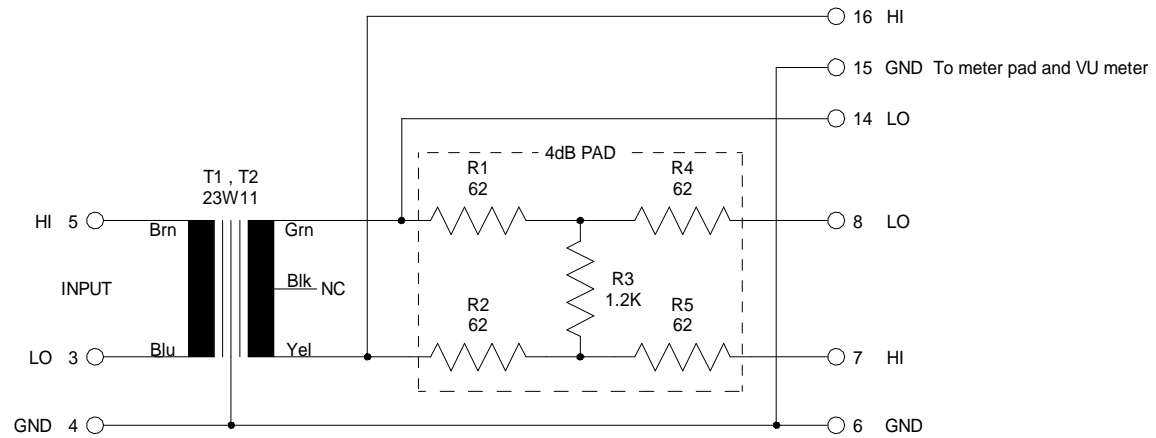 16 HI
15 GND To meter pad and VU meter
14 LO
4dB PAD
T1 , T2
23W11
R1
62
R4
62
HI 5
Brn
Grn
8 LO
INPUT
Blk
NC
R3
1.2K
R2
62
R5
62
LO 3
Blu
Yel
7 HI
GND 4
6 GND